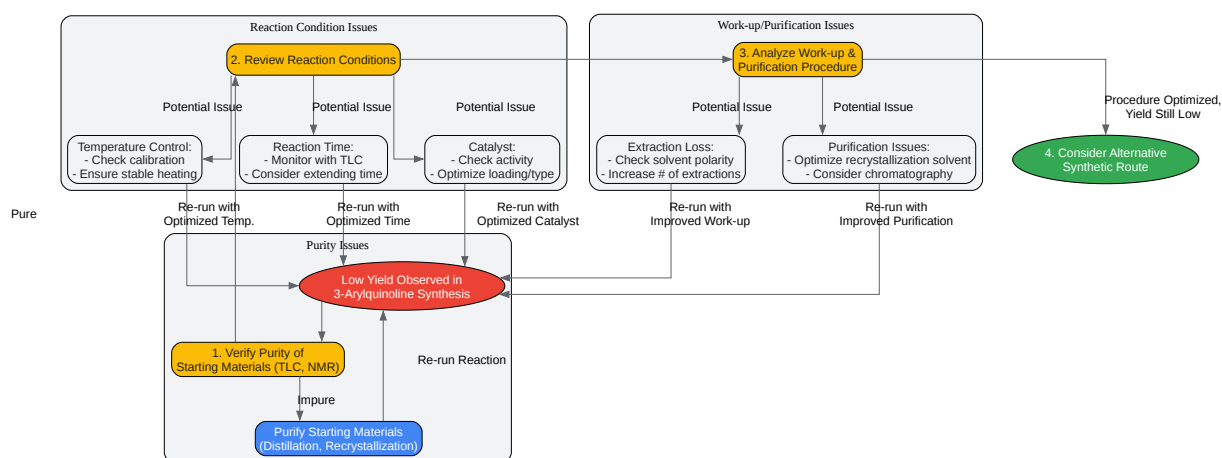 Reaction Condition Issues
Work-up/Purification Issues
2. Review Reaction Conditions
3. Analyze Work-up &
Purification Procedure
Potential Issue
Potential Issue
Potential Issue
Potential Issue
Potential Issue
Procedure Optimized,
Yield Still Low
Temperature Control:
- Check calibration
- Ensure stable heating
Reaction Time:
- Monitor with TLC
- Consider extending time
Catalyst:
- Check activity
- Optimize loading/type
Extraction Loss:
- Check solvent polarity
- Increase # of extractions
Purification Issues:
- Optimize recrystallization solvent
- Consider chromatography
4. Consider Alternative
Synthetic Route
Pure
Re-run with
Optimized Temp.
Re-run with
Optimized Time
Re-run with
Optimized Catalyst
Re-run with
Improved Work-up
Re-run with
Improved Purification
Purity Issues
Low Yield Observed in
3-Arylquinoline Synthesis
1. Verify Purity of
Starting Materials (TLC, NMR)
Re-run Reaction
Impure
Purify Starting Materials
(Distillation, Recrystallization)